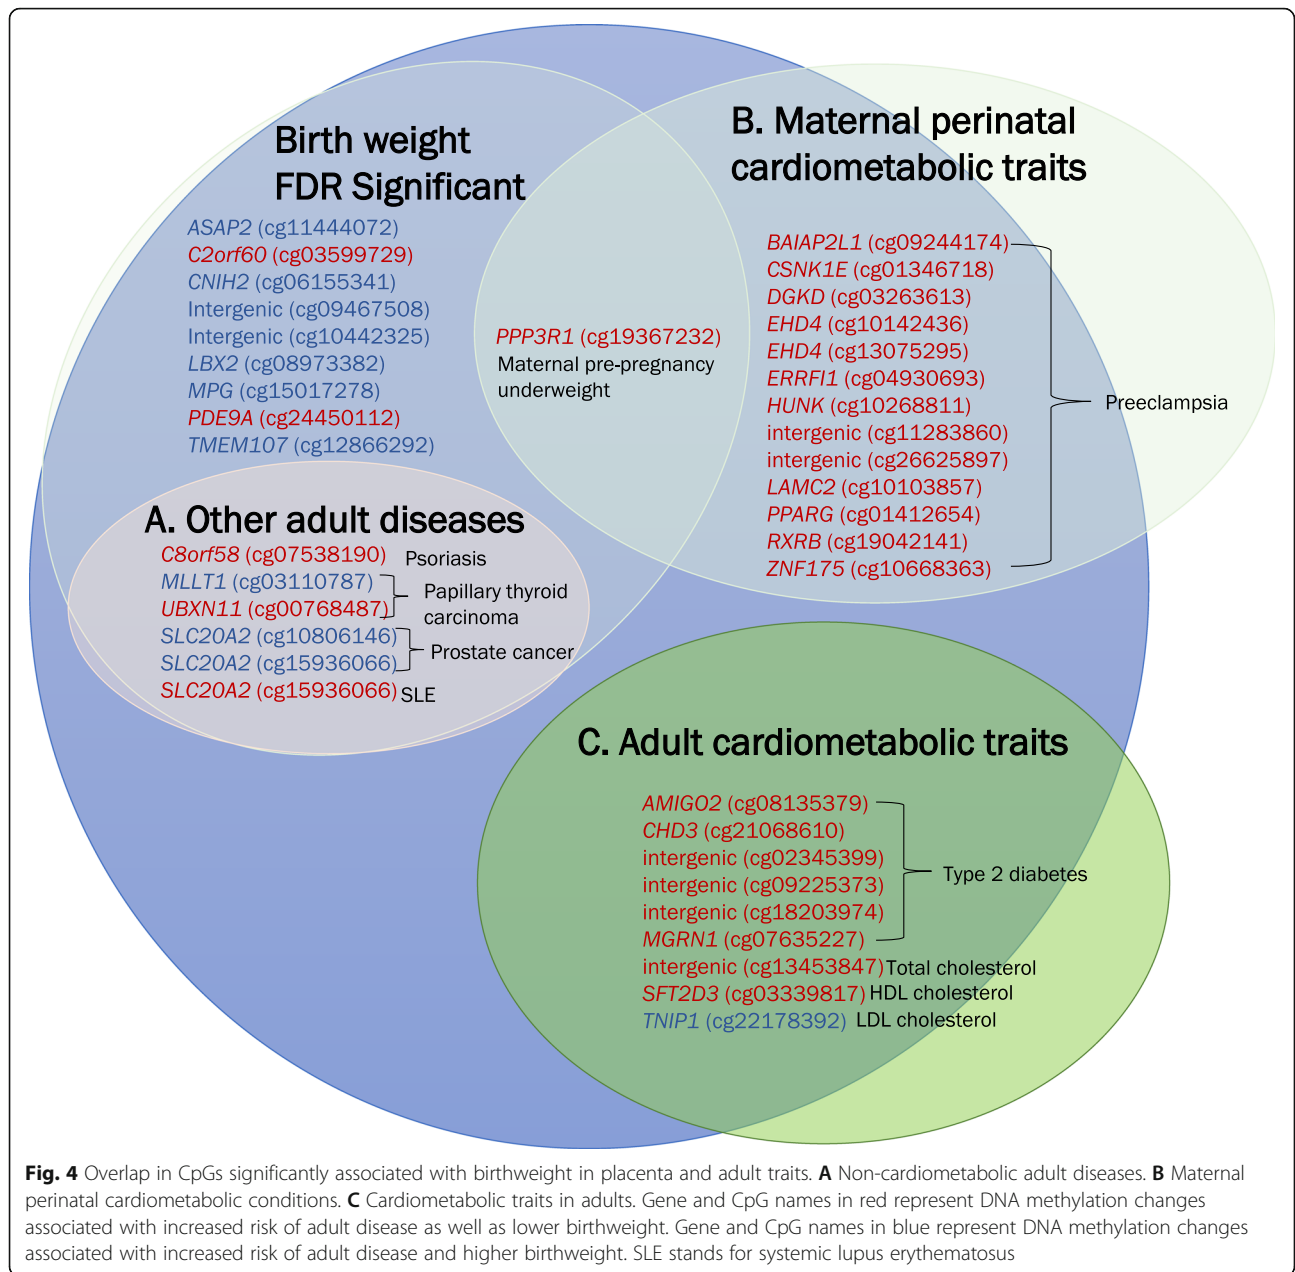 Birth weight
FDR Significant
ASAP2 (cg11444072)
C2orf60 (cg03599729)
CNIH2 (cg06155341)
Intergenic (cg09467508)
Intergenic (cg10442325)
LBX2 (cg08973382)
MPG (cg15017278)
PDE9A (cg24450112)
TMEM107 (cg12866292)
PPP3R1 (cg19367232)
Maternal pre-pregnancy
underweight
B. Maternal perinatal
cardiometabolic traits
BAIAP2L1 (cg09244174)
CSNK1E (cg01346718)
DGKD (cg03263613)
EHD4 (cg10142436)
EHD4 (cg13075295)
ERRFI1 (cg04930693)
HUNK (cg10268811)
intergenic (cg11283860)
intergenic (cg26625897)
LAMC2 (cg10103857)
PPARG (cg01412654)
RXRB (cg19042141)
ZNF175 (cg10668363)
Preeclampsia
A. Other adult diseases
C8orf58 (cg07538190) Psoriasis
MLLT1 (cg03110787)
UBXN11 (cg00768487)
Papillary thyroid
carcinoma
SLC20A2 (cg10806146)
SLC20A2 (cg15936066)
Prostate cancer
SLC20A2 (cg15936066) SLE
C. Adult cardiometabolic traits
AMIGO2 (cg08135379)
CHD3 (cg21068610)
intergenic (cg02345399)
intergenic (cg09225373)
intergenic (cg18203974)
MGRN1 (cg07635227)
Type 2 diabetes
intergenic (cg13453847) Total cholesterol
SFT2D3 (cg03339817) HDL cholesterol
TNIP1 (cg22178392) LDL cholesterol
Fig. 4 Overlap in CpGs significantly associated with birthweight in placenta and adult traits. A Non-cardiometabolic adult diseases. B Maternal
perinatal cardiometabolic conditions. C Cardiometabolic traits in adults. Gene and CpG names in red represent DNA methylation changes
associated with increased risk of adult disease as well as lower birthweight. Gene and CpG names in blue represent DNA methylation changes
associated with increased risk of adult disease and higher birthweight. SLE stands for systemic lupus erythematosus